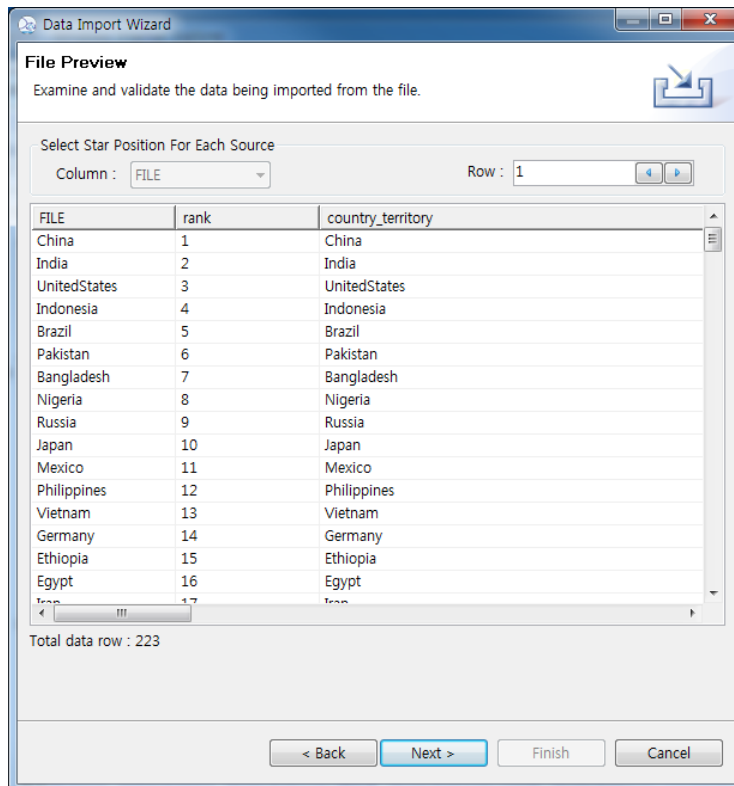 Data Import Wizard
File Preview
Examine and validate the data being imported from the file.
Select Star Position For Each Source
Column : FILE Row : 1
FILE rank country_territory
China 1 China
India 2 India
UnitedStates 3 UnitedStates
Indonesia 4 Indonesia
Brazil 5 Brazil
Pakistan 6 Pakistan
Bangladesh 7 Bangladesh
Nigeria 8 Nigeria
Russia 9 Russia
Japan 10 Japan
Mexico 11 Mexico
Philippines 12 Philippines
Vietnam 13 Vietnam
Germany 14 Germany
Ethiopia 15 Ethiopia
Egypt 16 Egypt
Iran 17 Iran
Total data row : 223
< Back Next > Finish Cancel